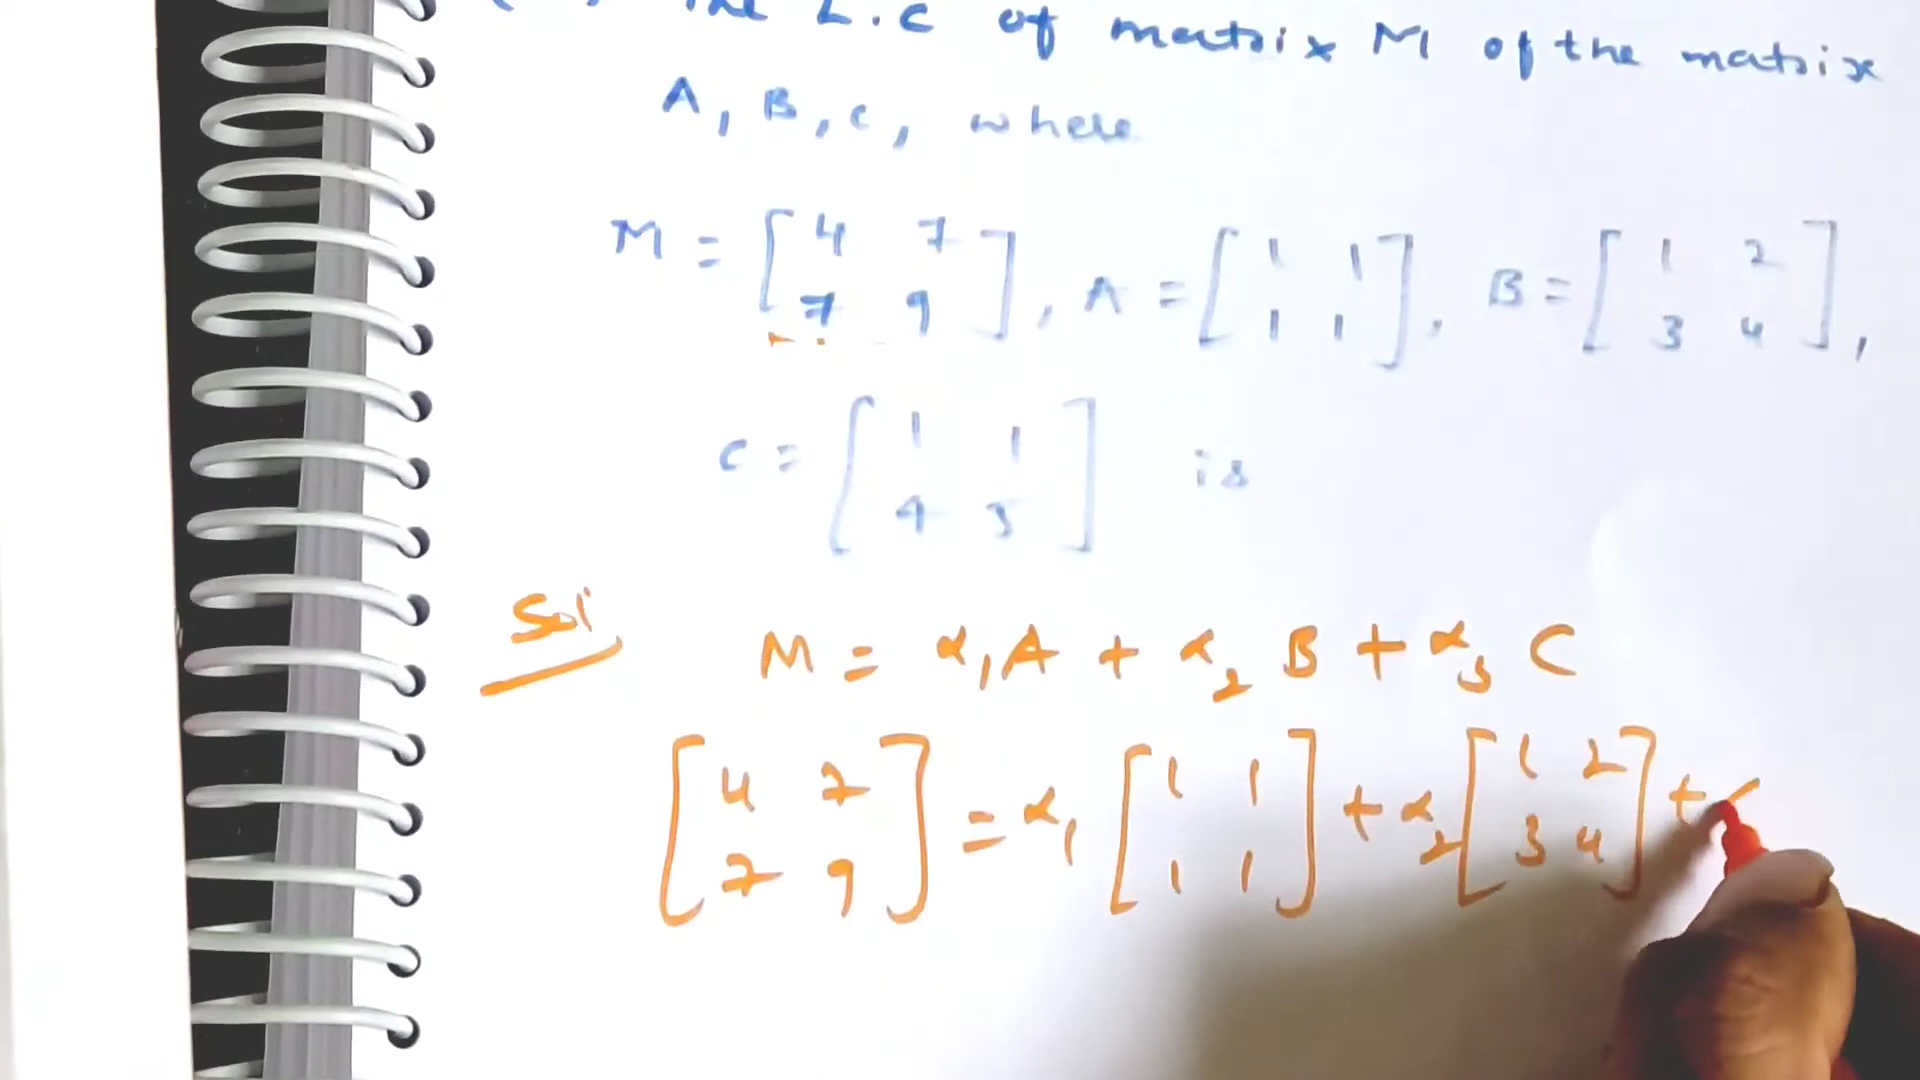 The L.C of matrix M of the matrix
A, B, C, where
M = [4 7 7 9], A = [1 1 1 1], B = [1 2 3 4],
C = [1 1 4 5] is
Sol
M = α₁A + α₂B + α₃C
[4 7 7 9] = α₁ [1 1 1 1] + α₂ [1 2 3 4] +